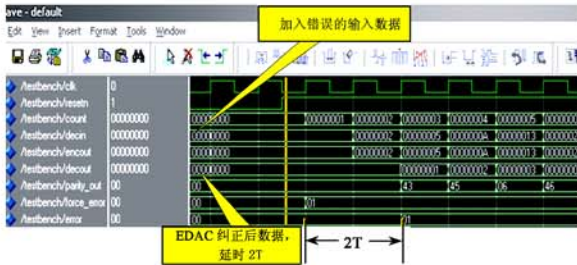 ave - default
Edit View Insert Format Tools Window
加入错误的输入数据
/testbench/clk 0
/testbench/resetn 1
/testbench/count 00000000 00000001 00000002 00000003 00000004 00000005
/testbench/decin 00000000 00000002 00000005 0000000A 00000013
/testbench/encout 00000000 00000002 00000005 0000000A 00000013
/testbench/decout 00000000 00000001 00000002 00000003
/testbench/parity_out 00 00 43 45 06 46
/testbench/force_error 00 00 01
/testbench/error 00 00 01
EDAC 纠正后数据，
延时 2T
2T